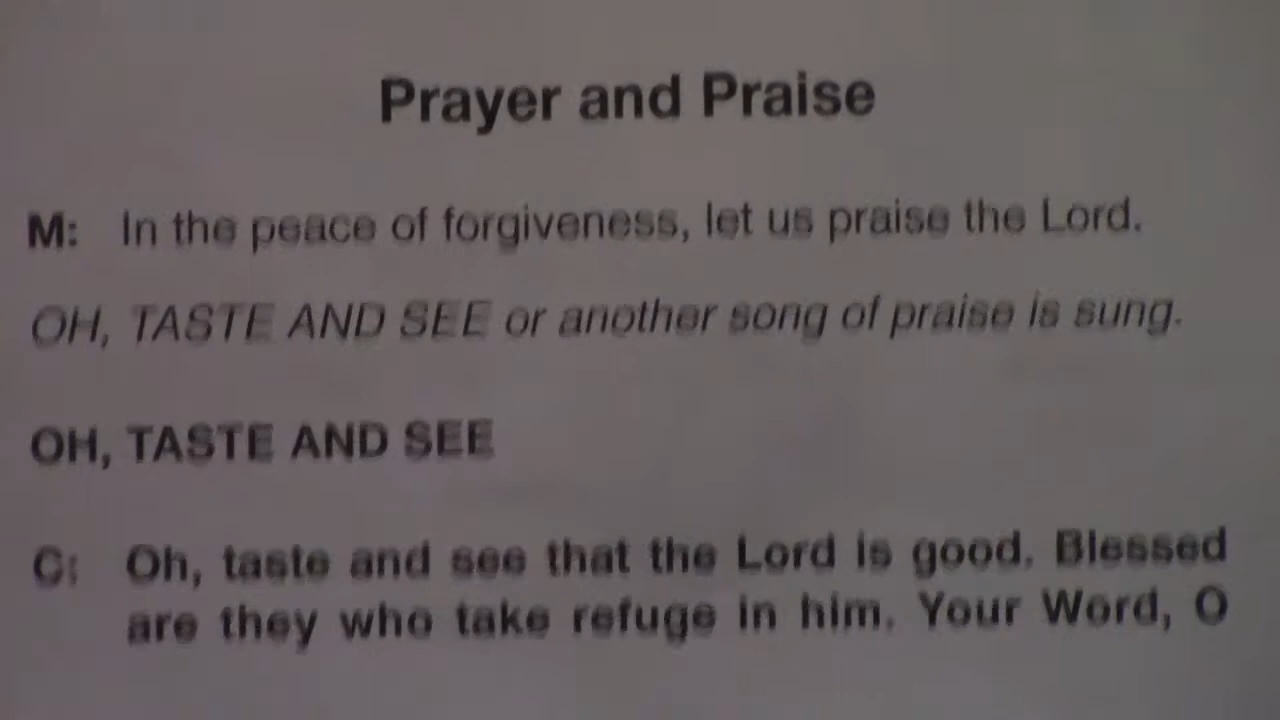 Prayer and Praise
M: In the peace of forgiveness, let us praise the Lord.
OH, TASTE AND SEE or another song of praise is sung.
OH, TASTE AND SEE
C: Oh, taste and see that the Lord is good. Blessed
are they who take refuge in him. Your Word, O